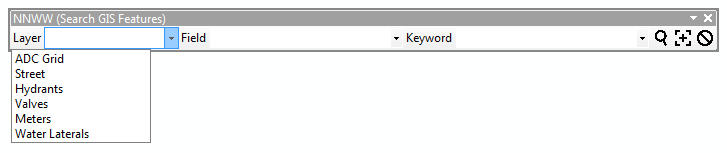 NNWW (Search GIS Features)
Layer Field Keyword
ADC Grid
Street
Hydrants
Valves
Meters
Water Laterals